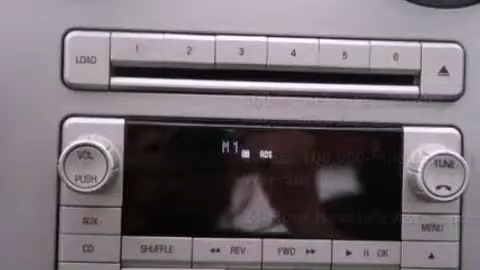 LOAD 1 2 3 4 5 6
M1 RDS
VOL TUNE
PUSH
AUX MENU
CD SHUFFLE REV FWD OK